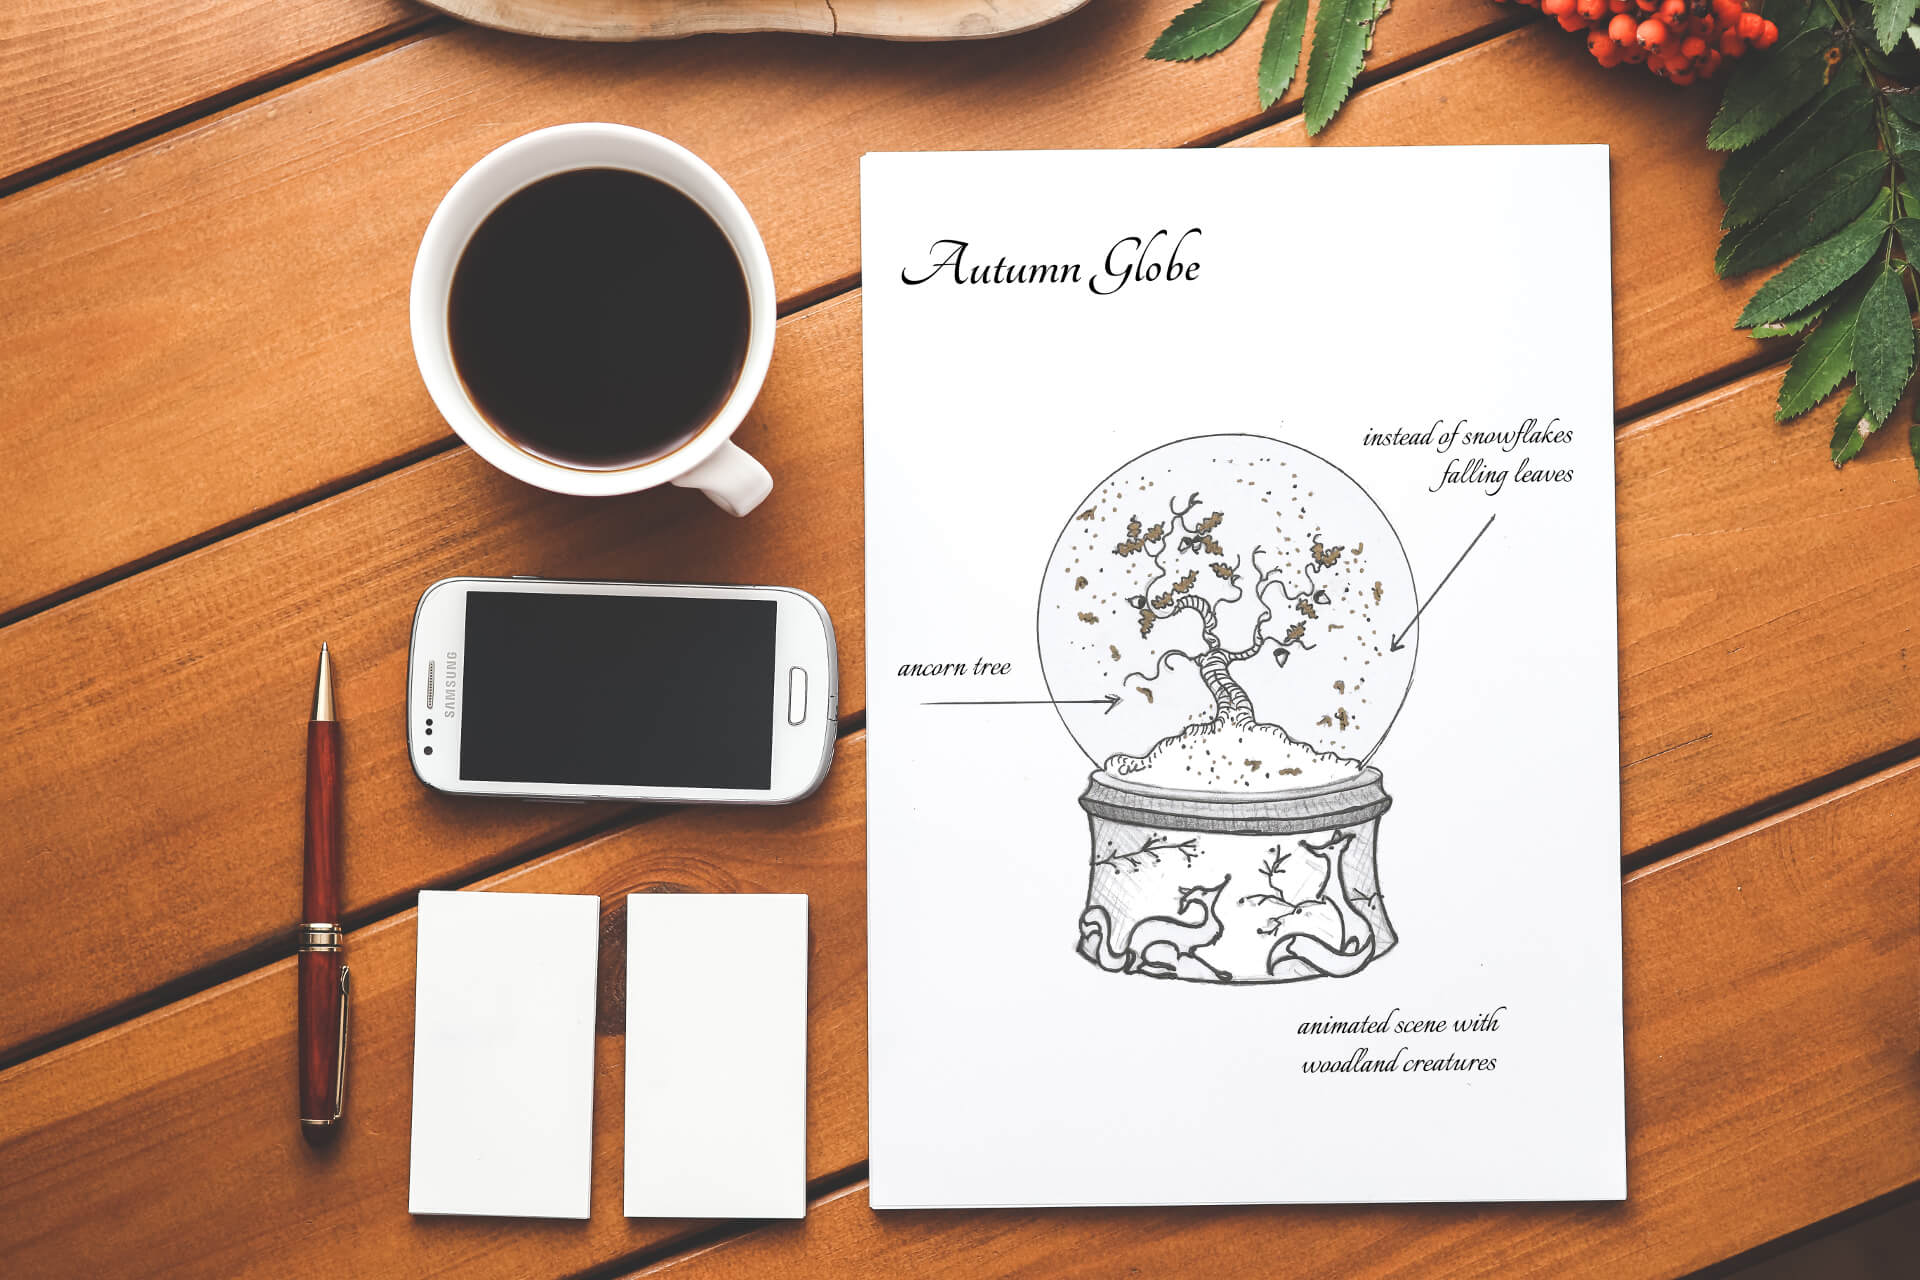 Autumn Globe
instead of snowflakes
falling leaves
ancorn tree
animated scene with
woodland creatures
SAMSUNG